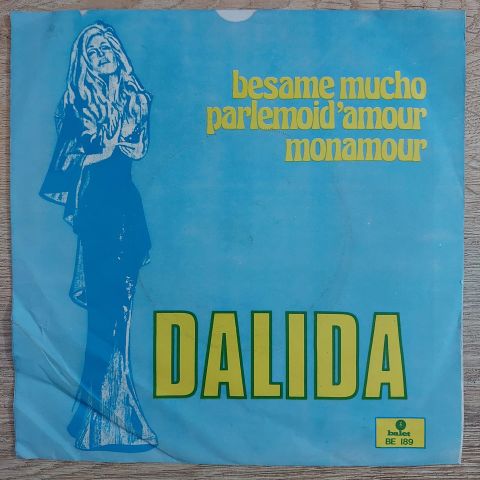 besame mucho
parlemoid'amour
monamour
DALIDA
balet
BE 189